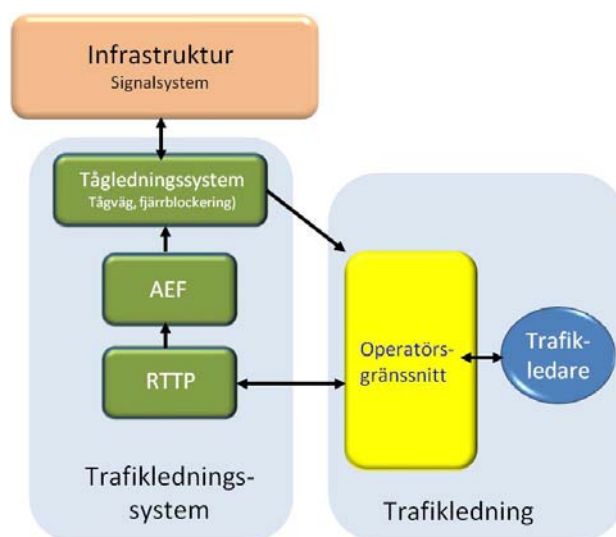 Infrastruktur
Signalsystem
Tågledningssystem
Tågväg, fjärrblockering)
AEF
RTTP
Trafiklednings-
system
Operatörs-
gränssnitt
Trafik-
ledare
Trafikledning